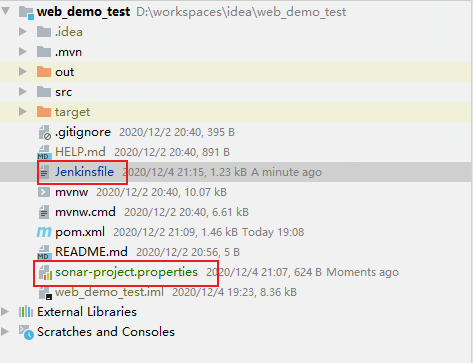 web_demo_test D:\workspaces\idea\web_demo_test
.idea
.mvn
out
src
target
.gitignore 2020/12/2 20:40, 395 B
HELP.md 2020/12/2 20:40, 891 B
Jenkinsfile 2020/12/4 21:15, 1.23 kB A minute ago
mvnw 2020/12/2 20:40, 10.07 kB
mvnw.cmd 2020/12/2 20:40, 6.61 kB
pom.xml 2020/12/2 21:09, 1.46 kB Today 19:08
README.md 2020/12/2 20:56, 5 B
sonar-project.properties 2020/12/4 21:07, 624 B Moments ago
web_demo_test.iml 2020/12/4 19:23, 8.36 kB
External Libraries
Scratches and Consoles